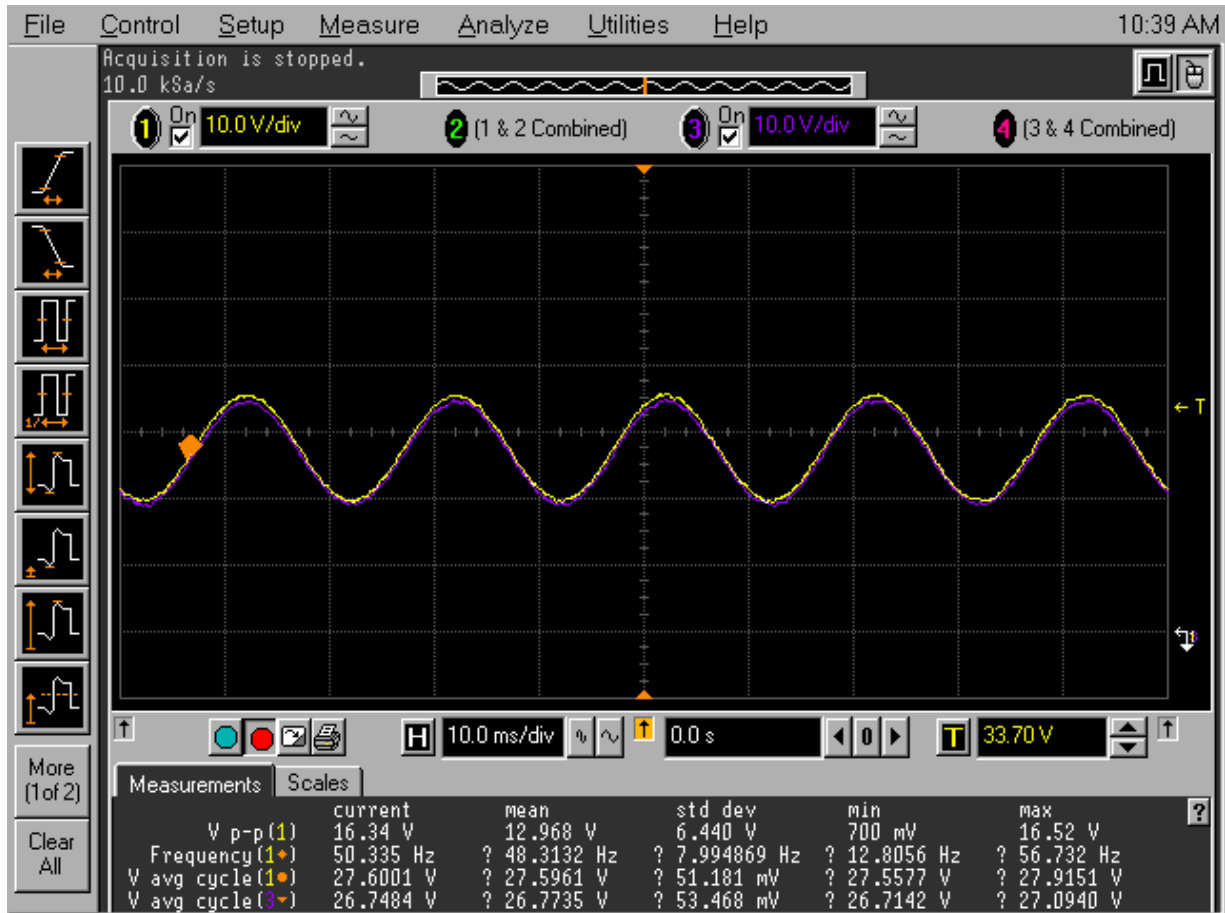 File Control Setup Measure Analyze Utilities Help 10:39 AM
Acquisition is stopped.
10.0 kSa/s
1 On 10.0 V/div 2 (1 & 2 Combined) 3 On 10.0 V/div 4 (3 & 4 Combined)
T
1/
H 10.0 ms/div 0.0 s 0 T 33.70 V
More
(1of 2)
Clear
All
Measurements Scales
current mean std dev min max ?
V p-p(1) 16.34 V 12.968 V 6.440 V 700 mV 16.52 V
Frequency(1) 50.335 Hz ? 48.3132 Hz ? 7.994869 Hz ? 12.8056 Hz ? 56.732 Hz
V avg cycle(1) 27.6001 V ? 27.5961 V ? 51.181 mV ? 27.5577 V ? 27.9151 V
V avg cycle(3) 26.7484 V ? 26.7735 V ? 53.468 mV ? 26.7142 V ? 27.0940 V